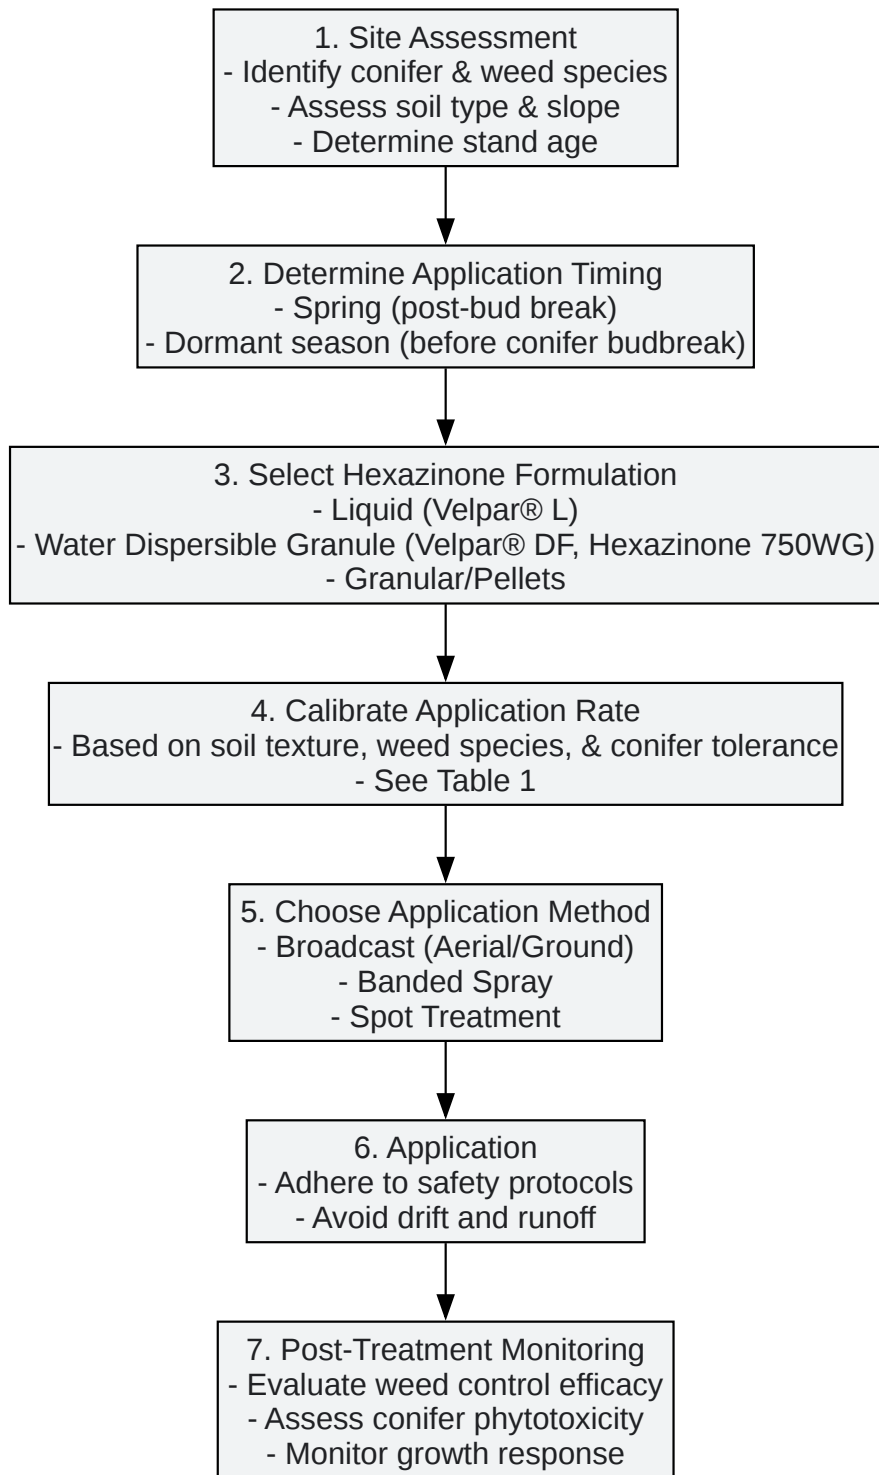 1. Site Assessment
- Identify conifer & weed species
- Assess soil type & slope
- Determine stand age
2. Determine Application Timing
- Spring (post-bud break)
- Dormant season (before conifer budbreak)
3. Select Hexazinone Formulation
- Liquid (Velpar® L)
- Water Dispersible Granule (Velpar® DF, Hexazinone 750WG)
- Granular/Pellets
4. Calibrate Application Rate
- Based on soil texture, weed species, & conifer tolerance
- See Table 1
5. Choose Application Method
- Broadcast (Aerial/Ground)
- Banded Spray
- Spot Treatment
6. Application
- Adhere to safety protocols
- Avoid drift and runoff
7. Post-Treatment Monitoring
- Evaluate weed control efficacy
- Assess conifer phytotoxicity
- Monitor growth response